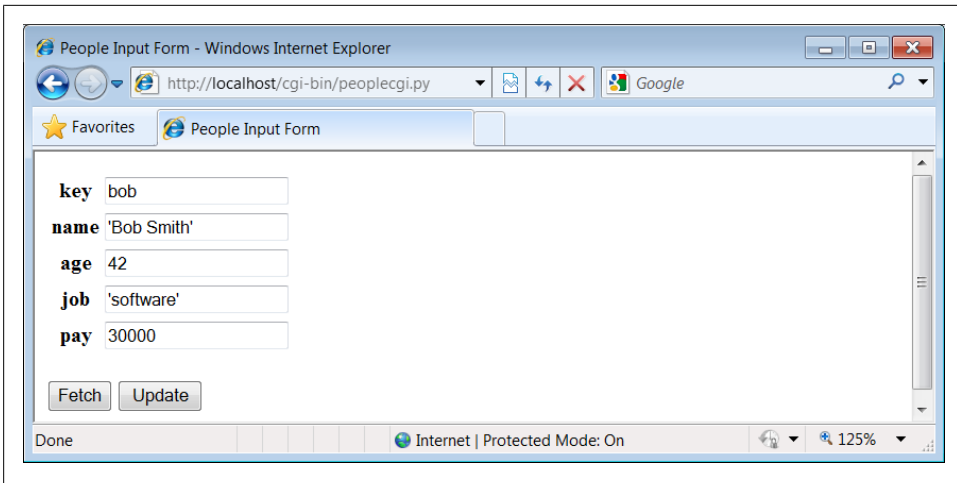 People Input Form - Windows Internet Explorer
http://localhost/cgi-bin/peoplecgi.py Google
Favorites People Input Form
key bob
name 'Bob Smith'
age 42
job 'software'
pay 30000
Fetch Update
Done Internet | Protected Mode: On 125%